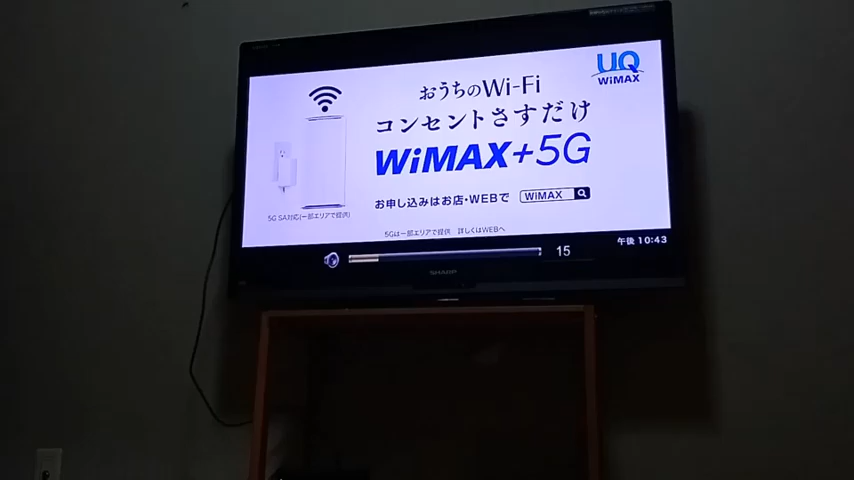 UQ
WiMAX
おうちのWi-Fi
コンセントさすだけ
WiMAX+5G
お申し込みはお店・WEBで WiMAX
5G SA対応(一部エリアで提供)
5Gは一部エリアで提供 詳しくはWEBへ
午後 10:43
15
SHARP